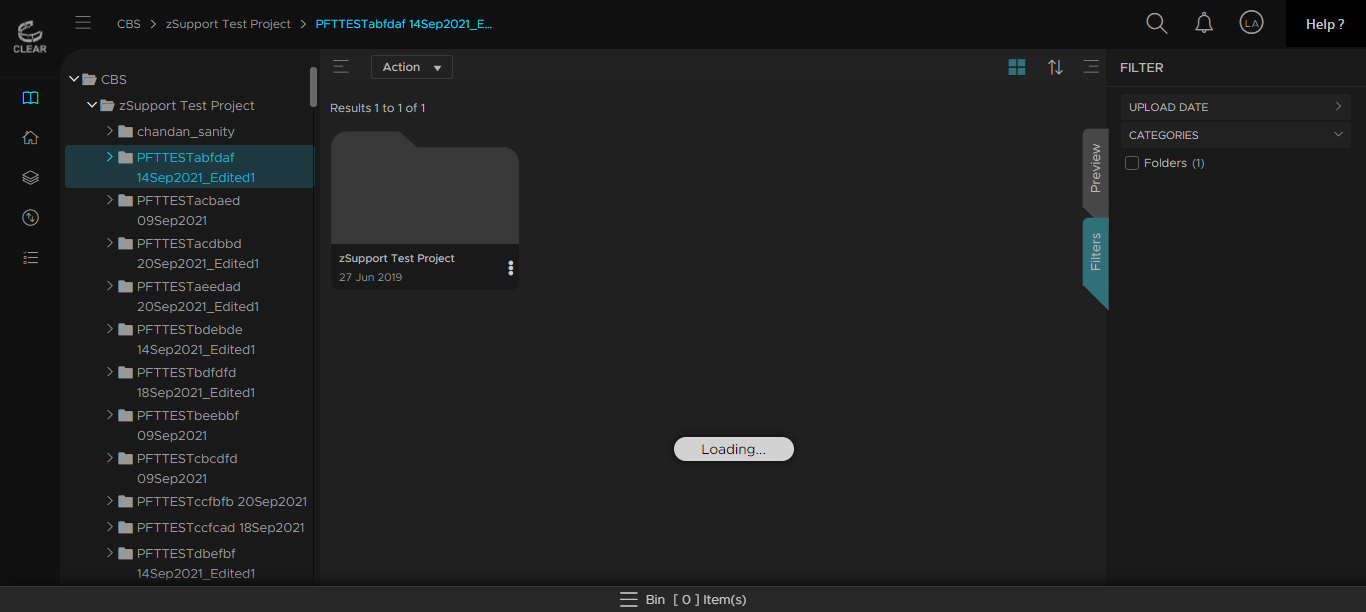 CLEAR
CBS > zSupport Test Project > PFTTESTabfdaf 14Sep2021_E...
LA
Help ?
CBS
zSupport Test Project
chandan_sanity
PFTTESTabfdaf
14Sep2021_Edited1
PFTTESTacbaed
09Sep2021
PFTTESTacdbbd
20Sep2021_Edited1
PFTTESTaeedad
20Sep2021_Edited1
PFTTESTbdebde
14Sep2021_Edited1
PFTTESTbdfdfd
18Sep2021_Edited1
PFTTESTbeebbf
09Sep2021
PFTTESTcbcdfd
09Sep2021
PFTTESTccfbfb 20Sep2021
PFTTESTccfcad 18Sep2021
PFTTESTdbefbf
14Sep2021_Edited1
Action
Results 1 to 1 of 1
zSupport Test Project
27 Jun 2019
Loading...
Preview
Filters
FILTER
UPLOAD DATE
CATEGORIES
Folders (1)
Bin [ 0 ] Item(s)